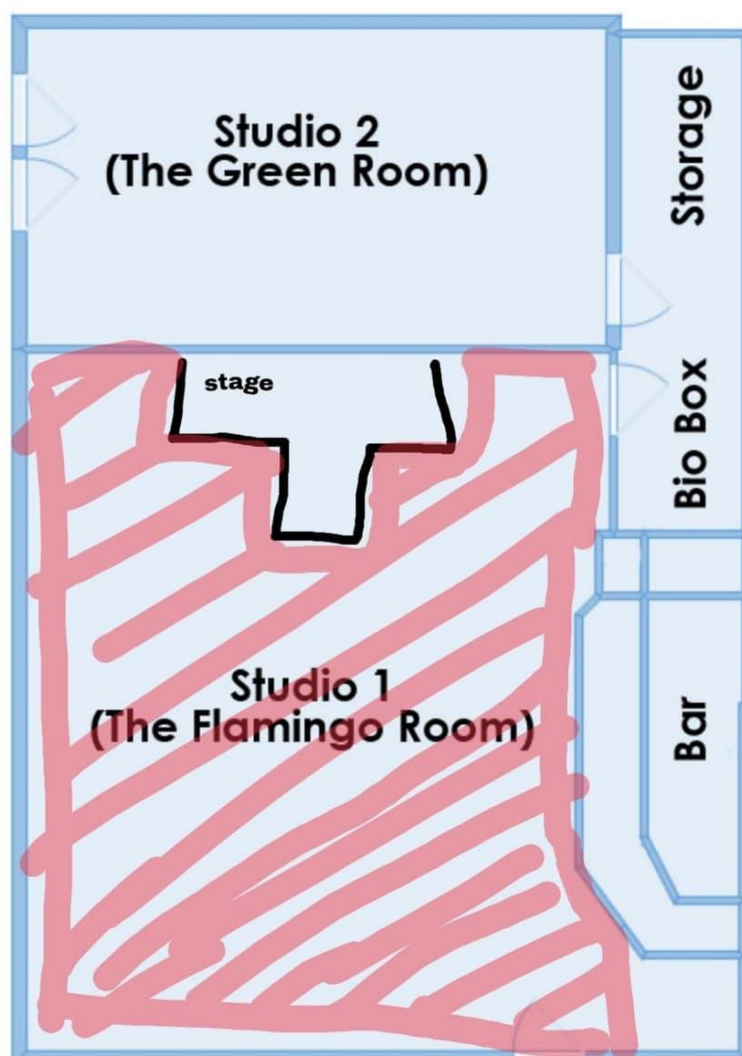 Studio 2
(The Green Room)
Storage
stage
Bio Box
Studio 1
(The Flamingo Room)
Bar